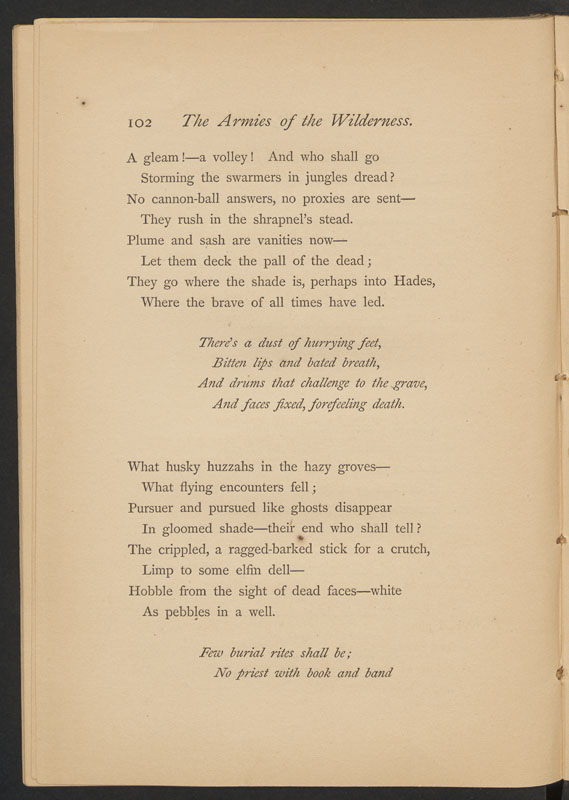 102 The Armies of the Wilderness.
A gleam!—a volley! And who shall go
Storming the swarmers in jungles dread?
No cannon-ball answers, no proxies are sent—
They rush in the shrapnel's stead.
Plume and sash are vanities now—
Let them deck the pall of the dead;
They go where the shade is, perhaps into Hades,
Where the brave of all times have led.
There's a dust of hurrying feet,
Bitten lips and bated breath,
And drums that challenge to the grave,
And faces fixed, forefeeling death.
What husky huzzahs in the hazy groves—
What flying encounters fell;
Pursuer and pursued like ghosts disappear
In gloomed shade—their end who shall tell?
The crippled, a ragged-barked stick for a crutch,
Limp to some elfin dell—
Hobble from the sight of dead faces—white
As pebbles in a well.
Few burial rites shall be;
No priest with book and band